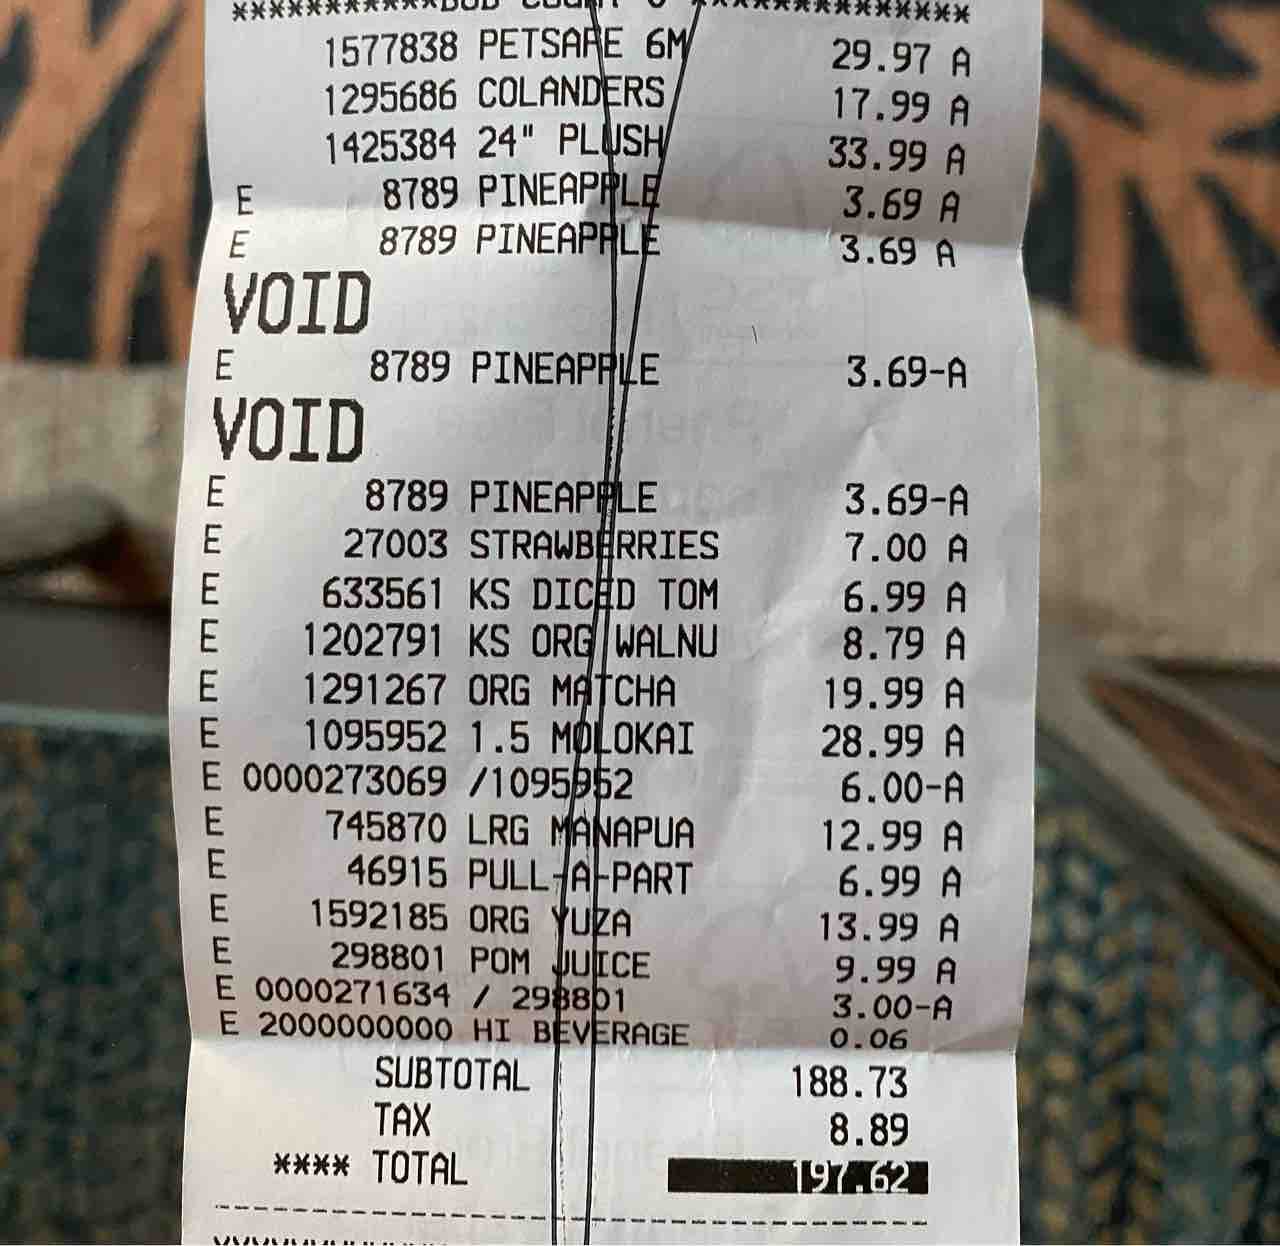 ***********BOB COUNT 0 ***************
1577838 PETSAFE 6M 29.97 A
1295686 COLANDERS 17.99 A
1425384 24" PLUSH 33.99 A
E 8789 PINEAPPLE 3.69 A
E 8789 PINEAPPLE 3.69 A
VOID
E 8789 PINEAPPLE 3.69-A
VOID
E 8789 PINEAPPLE 3.69-A
E 27003 STRAWBERRIES 7.00 A
E 633561 KS DICED TOM 6.99 A
E 1202791 KS ORG WALNU 8.79 A
E 1291267 ORG MATCHA 19.99 A
E 1095952 1.5 MOLOKAI 28.99 A
E 0000273069 /1095952 6.00-A
E 745870 LRG MANAPUA 12.99 A
E 46915 PULL-A-PART 6.99 A
E 1592185 ORG YUZA 13.99 A
E 298801 POM JUICE 9.99 A
E 0000271634 / 298801 3.00-A
E 2000000000 HI BEVERAGE 0.06
SUBTOTAL 188.73
TAX 8.89
**** TOTAL 197.62